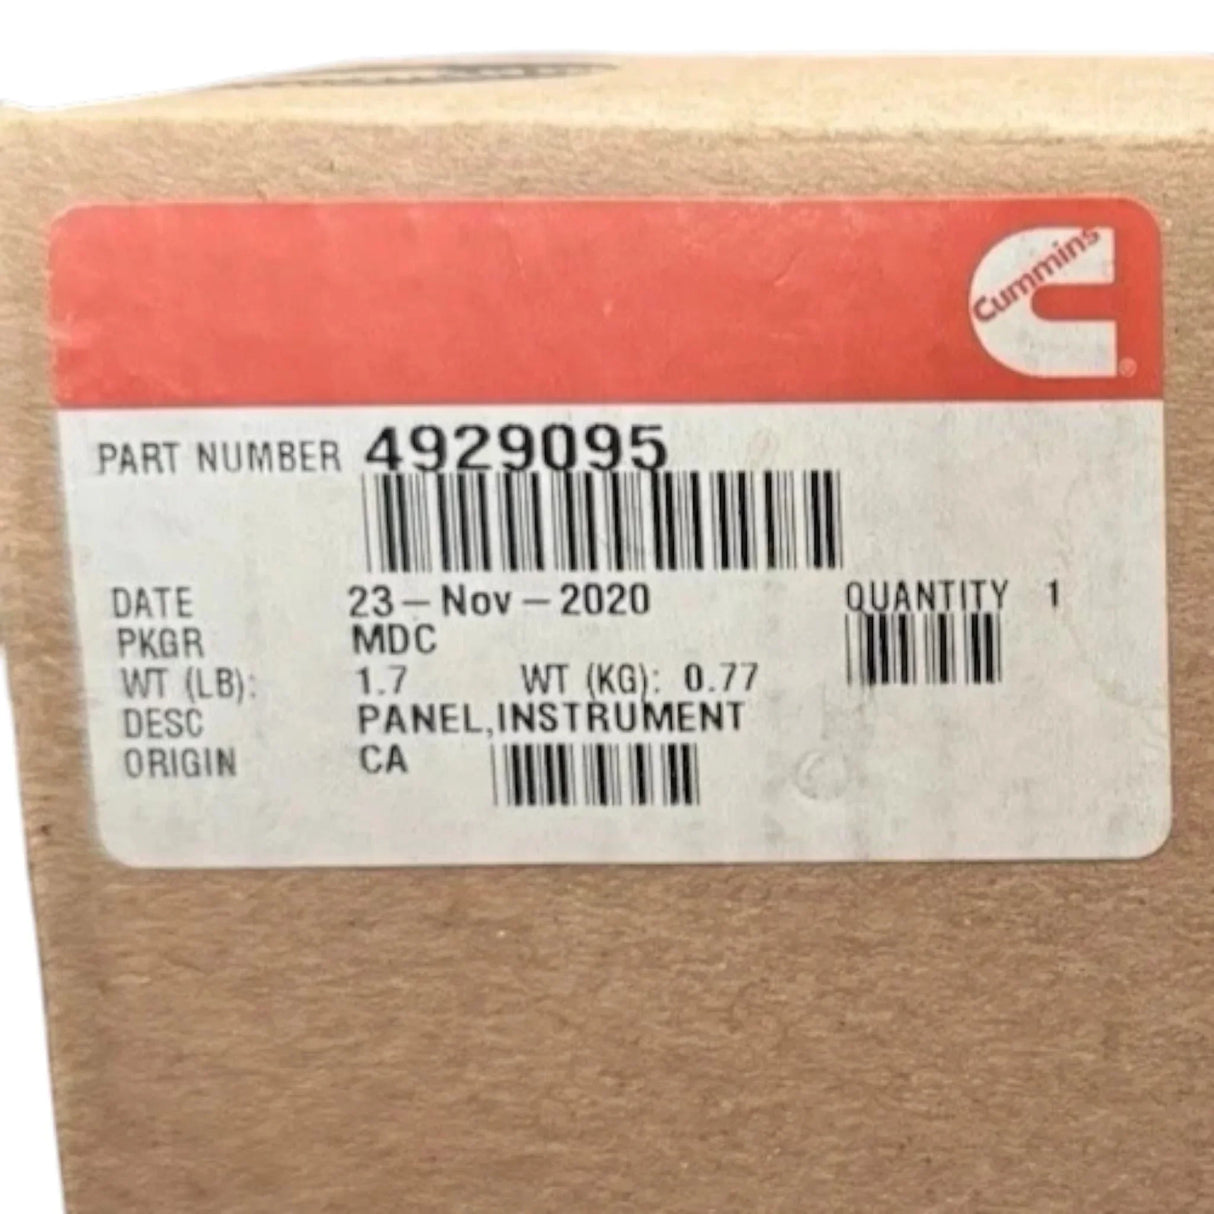 Cummins
®
PART NUMBER 4929095
DATE 23-Nov-2020 QUANTITY 1
PKGR MDC
WT (LB): 1.7 WT (KG): 0.77
DESC PANEL,INSTRUMENT
ORIGIN CA